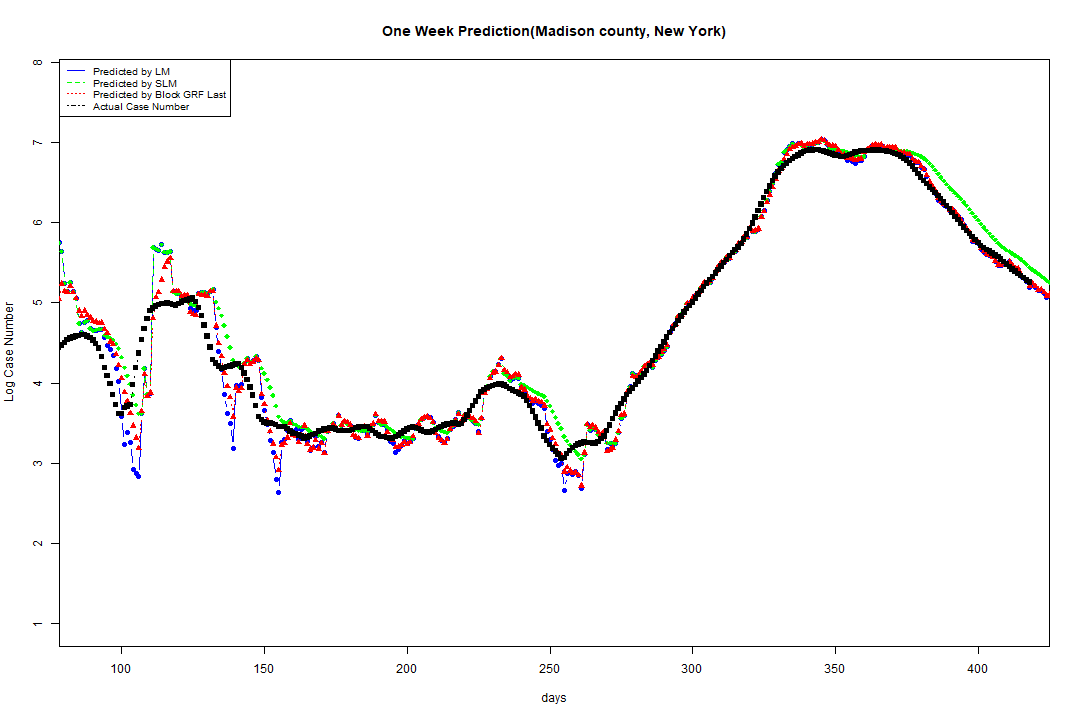 One Week Prediction(Madison county, New York)
Predicted by LM
Predicted by SLM
Predicted by Block GRF Last
Actual Case Number
8
7
6
5
4
3
2
1
Log Case Number
100 150 200 250 300 350 400
days